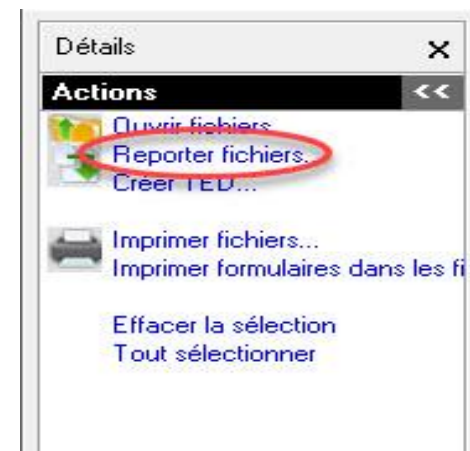 Détails
Actions <<
Ouvrir fichiers...
Reporter fichiers...
Créer TED...
Imprimer fichiers...
Imprimer formulaires dans les fi
Effacer la sélection
Tout sélectionner